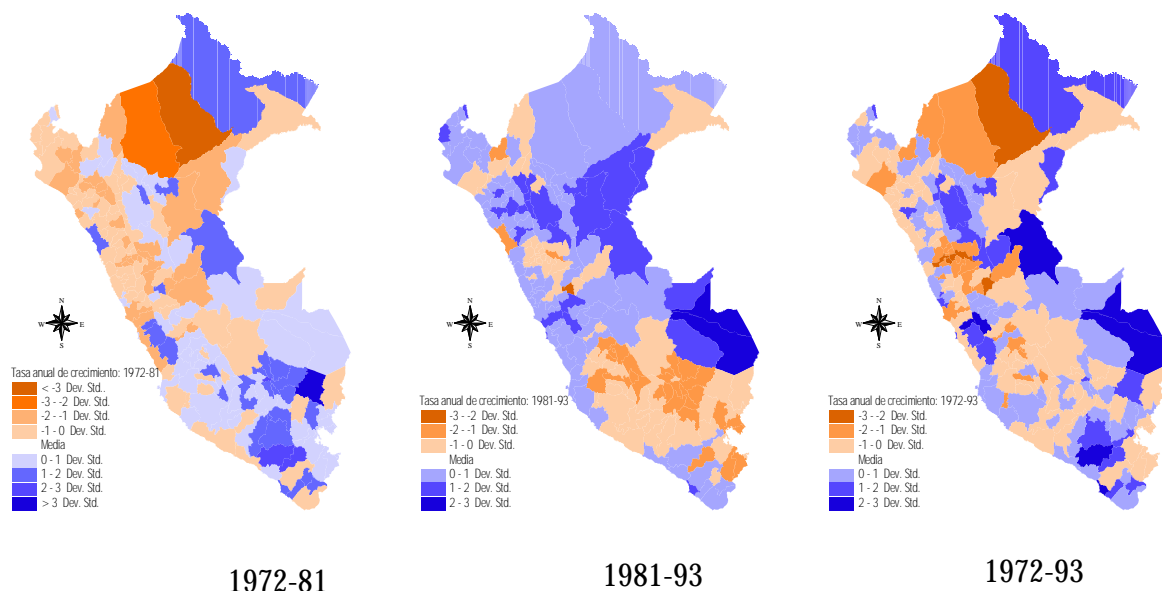 N
W E
S
Tasa anual de crecimiento: 1972-81
< -3 Dev. Std..
-3 - -2 Dev. Std.
-2 - -1 Dev. Std.
-1 - 0 Dev. Std.
Media
0 - 1 Dev. Std.
1 - 2 Dev. Std.
2 - 3 Dev. Std.
> 3 Dev. Std.
1972-81
N
W E
S
Tasa anual de crecimiento: 1981-93
-3 - -2 Dev. Std.
-2 - -1 Dev. Std.
-1 - 0 Dev. Std.
Media
0 - 1 Dev. Std.
1 - 2 Dev. Std.
2 - 3 Dev. Std.
1981-93
N
W E
S
Tasa anual de crecimiento: 1972-93
-3 - -2 Dev. Std.
-2 - -1 Dev. Std.
-1 - 0 Dev. Std.
Media
0 - 1 Dev. Std.
1 - 2 Dev. Std.
2 - 3 Dev. Std.
1972-93